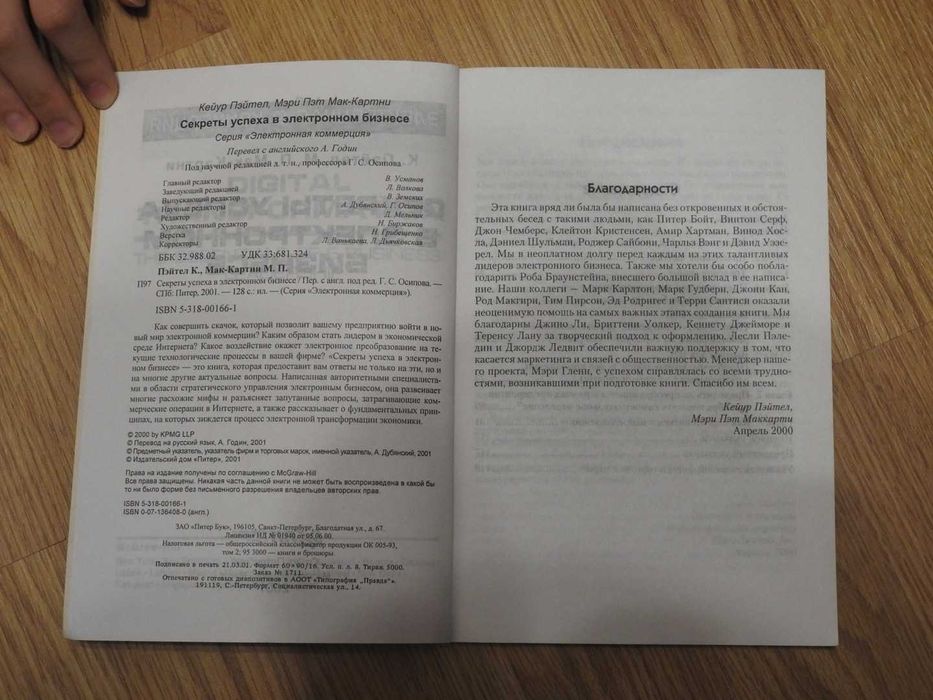 Кейур Пэйтел, Мэри Пэт Мак-Картни
Секреты успеха в электронном бизнесе
Серия «Электронная коммерция»
Перевел с английского А. Годин
Под научной редакцией д. т. н., профессора Г. С. Осипова
Главный редактор В. Усманов
Заведующий редакцией Л. Волкова
Выпускающий редактор В. Земских
Научные редакторы А. Дубянский, Г. Осипов
Редактор Д. Мельник
Художественный редактор Н. Биржаков
Верстка Н. Грибещенко
Корректоры Л. Ванькаева, Л. Дьячковская
ББК 32.988.02 УДК 33:681.324
Пэйтел К., Мак-Картни М. П.
П97 Секреты успеха в электронном бизнесе / Пер. с англ. под ред. Г. С. Осипова. —
СПб: Питер, 2001. — 128 с.: ил. — (Серия «Электронная коммерция»).
ISBN 5-318-00166-1
Как совершить скачок, который позволит вашему предприятию войти в но-
вый мир электронной коммерции? Каким образом стать лидером в экономической
среде Интернета? Какое воздействие окажет электронное преобразование на те-
кущие технологические процессы в вашей фирме? «Секреты успеха в электрон-
ном бизнесе» — это книга, которая предоставит вам ответы не только на эти, но и
на многие другие актуальные вопросы. Написанная авторитетными специалиста-
ми в области стратегического управления электронным бизнесом, она развевает
многие расхожие мифы и разъясняет запутанные вопросы, затрагивающие ком-
мерческие операции в Интернете, а также рассказывает о фундаментальных прин-
ципах, на которых зиждется процесс электронной трансформации экономики.
© 2000 by KPMG LLP
© Перевод на русский язык, А. Годин, 2001
© Предметный указатель, указатель фирм и торговых марок, именной указатель, А. Дубянский, 2001
© Издательский дом «Питер», 2001
Права на издание получены по соглашению с McGraw-Hill
Все права защищены. Никакая часть данной книги не может быть воспроизведена в какой бы
то ни было форме без письменного разрешения владельцев авторских прав.
ISBN 5-318-00166-1
ISBN 0-07-136408-0 (англ.)
ЗАО «Питер Бук», 196105, Санкт-Петербург, Благодатная ул., д. 67.
Лицензия ИД № 01940 от 05.06.00.
Налоговая льгота — общероссийский классификатор продукции ОК 005-93,
том 2; 95 3000 — книги и брошюры.
Подписано в печать 21.03.01. Формат 60×90/16. Усл. п. л. 8. Тираж 5000.
Заказ № 1711.
Отпечатано с готовых диапозитивов в АООТ «Типография „Правда“».
191119, С.-Петербург, Социалистическая ул., 14.
Благодарности
Эта книга вряд ли была бы написана без откровенных и обстоя-
тельных бесед с такими людьми, как Питер Бойт, Винтон Серф,
Джон Чемберс, Клейтон Кристенсен, Амир Хартман, Винод Хос-
ла, Дэниел Шульман, Роджер Сайбони, Чарльз Вэнг и Дэвид Уэзе-
рел. Мы в неоплатном долгу перед каждым из этих талантливых
лидеров электронного бизнеса. Также мы хотели бы особо побла-
годарить Роба Браунстейна, внесшего большой вклад в ее написа-
ние. Наши коллеги — Марк Карлтон, Марк Гудберн, Джони Кан,
Род Макгири, Тим Пирсон, Эд Родригес и Терри Сантиси оказали
неоценимую помощь на самых важных этапах создания книги. Мы
благодарны Джино Ли, Бриттени Уолкер, Кеннету Джейморе и
Теренсу Лану за творческий подход к оформлению. Лесли Пэле-
дин и Джордж Ледвит обеспечили важную поддержку в том, что
касается маркетинга и связей с общественностью. Менеджер наше-
го проекта, Мэри Гленн, с успехом справлялась со всеми трудно-
стями, возникавшими при подготовке книги. Спасибо им всем.
Кейур Пэйтел,
Мэри Пэт Маккарти
Апрель 2000